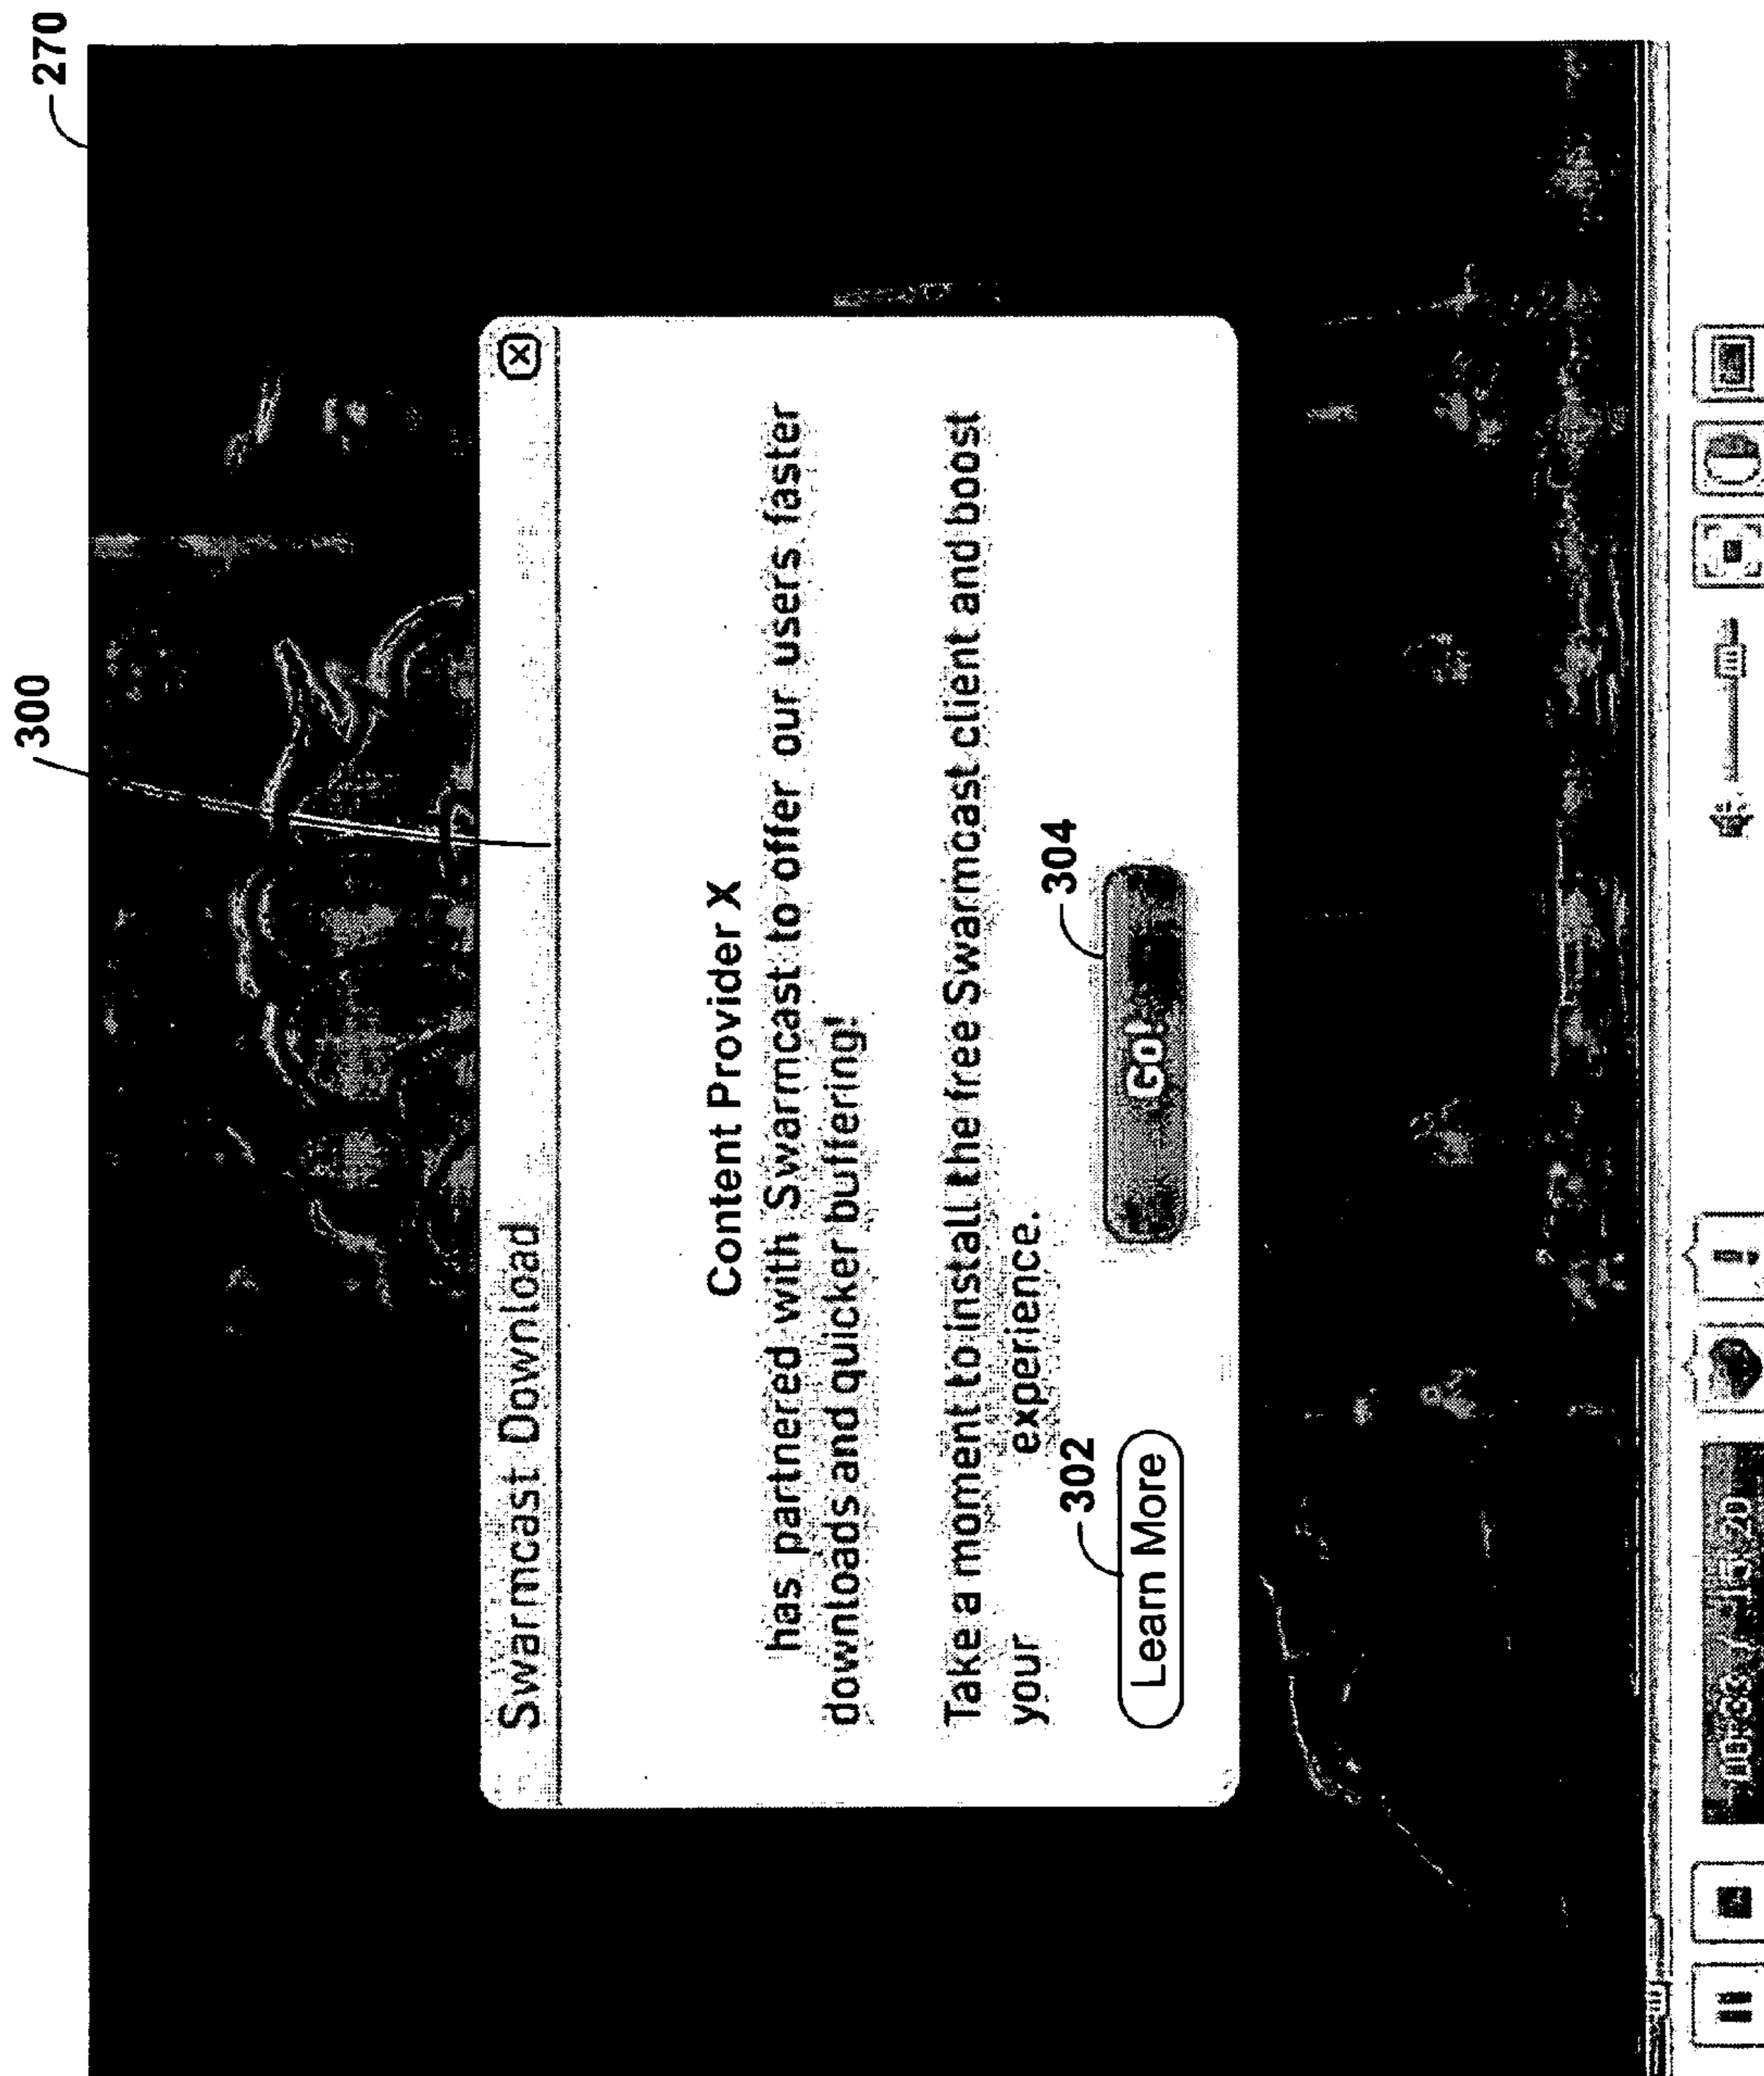 270
300
Swarmcast Download
X
Content Provider X
has partnered with Swarmcast to offer our users faster
downloads and quicker buffering!
Take a moment to install the free Swarmcast client and boost
your experience.
302
304
Learn More
Go!